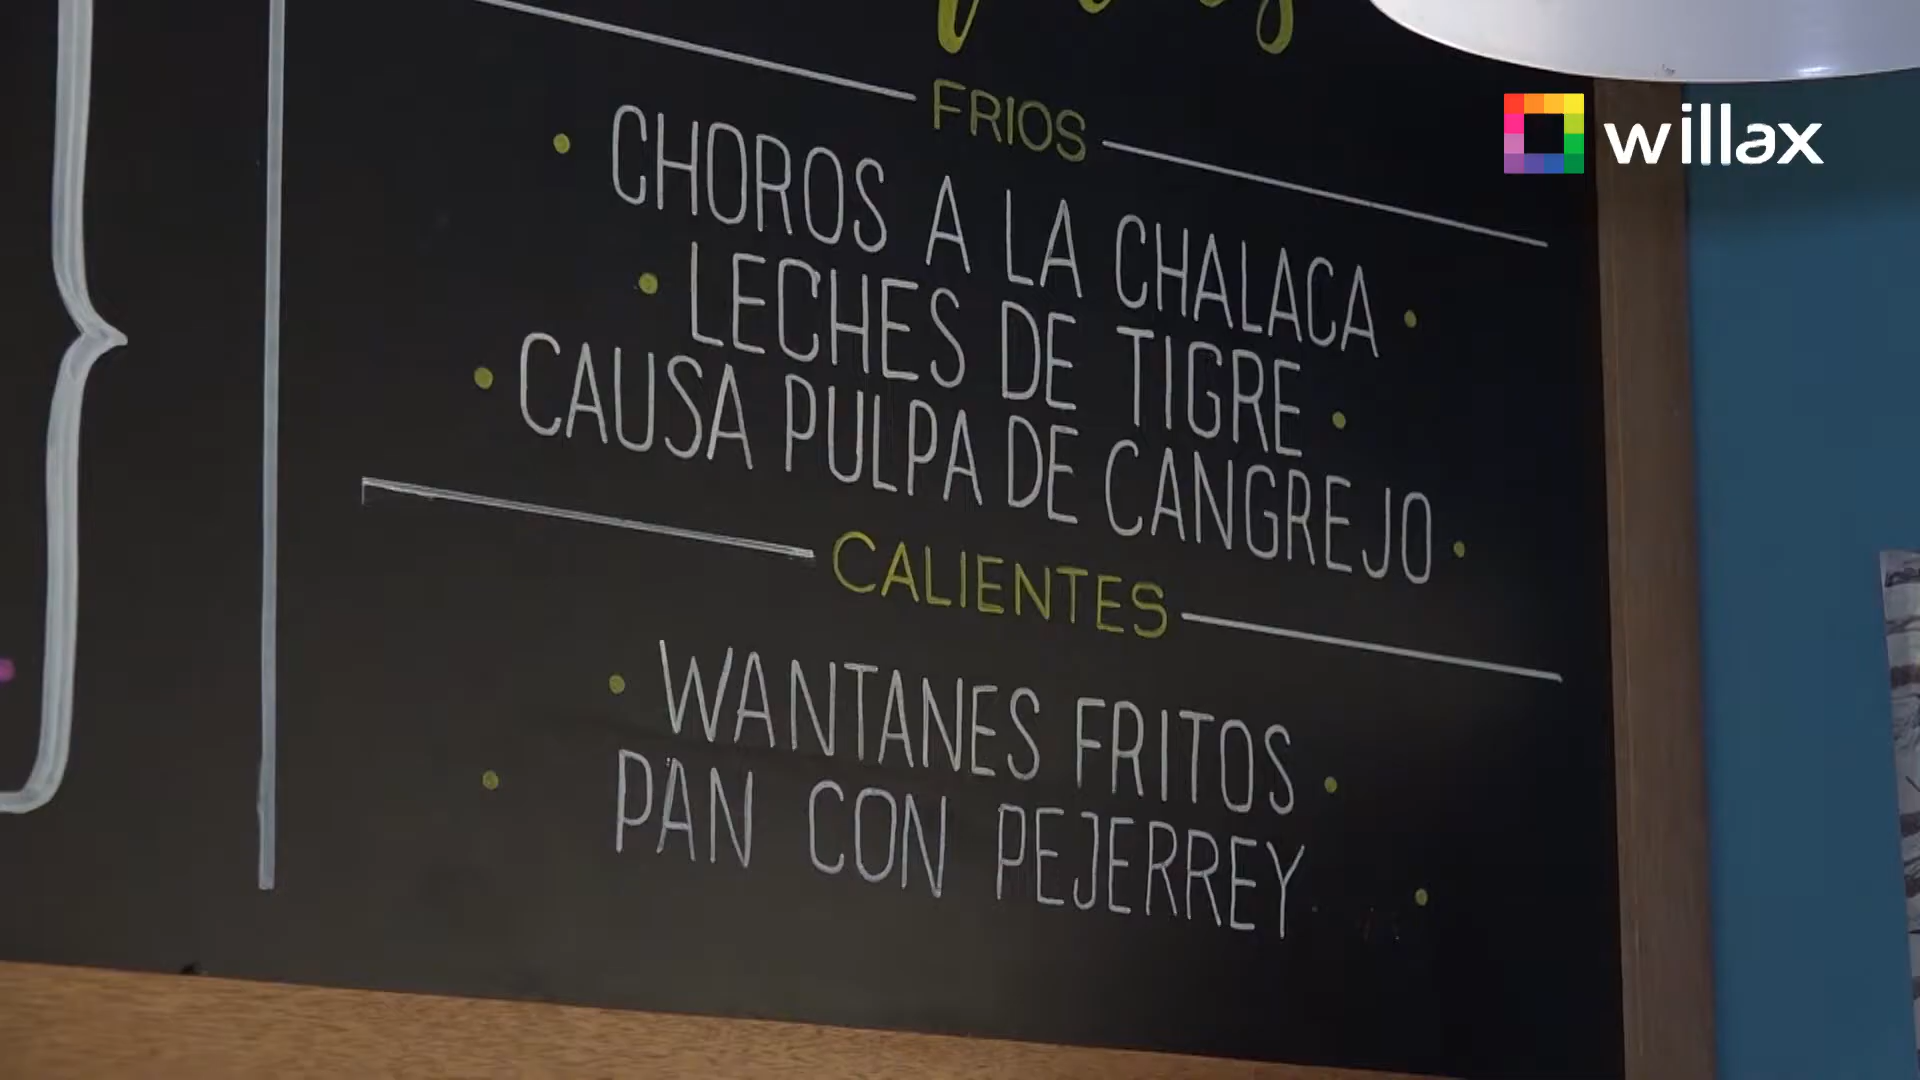 FRIOS
willax
• CHOROS A LA CHALACA •
• LECHES DE TIGRE •
• CAUSA PULPA DE CANGREJO •
CALIENTES
• WANTANES FRITOS •
• PAN CON PEJERREY •